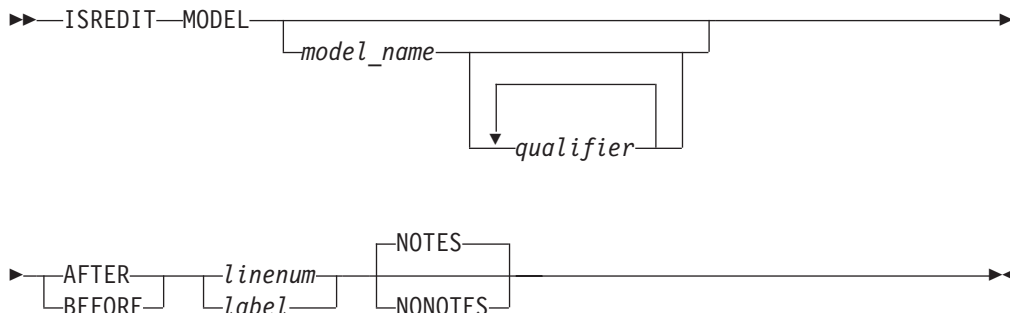 ISREDIT MODEL
model_name
qualifier
NOTES
AFTER linenum
BEFORE label NONOTES